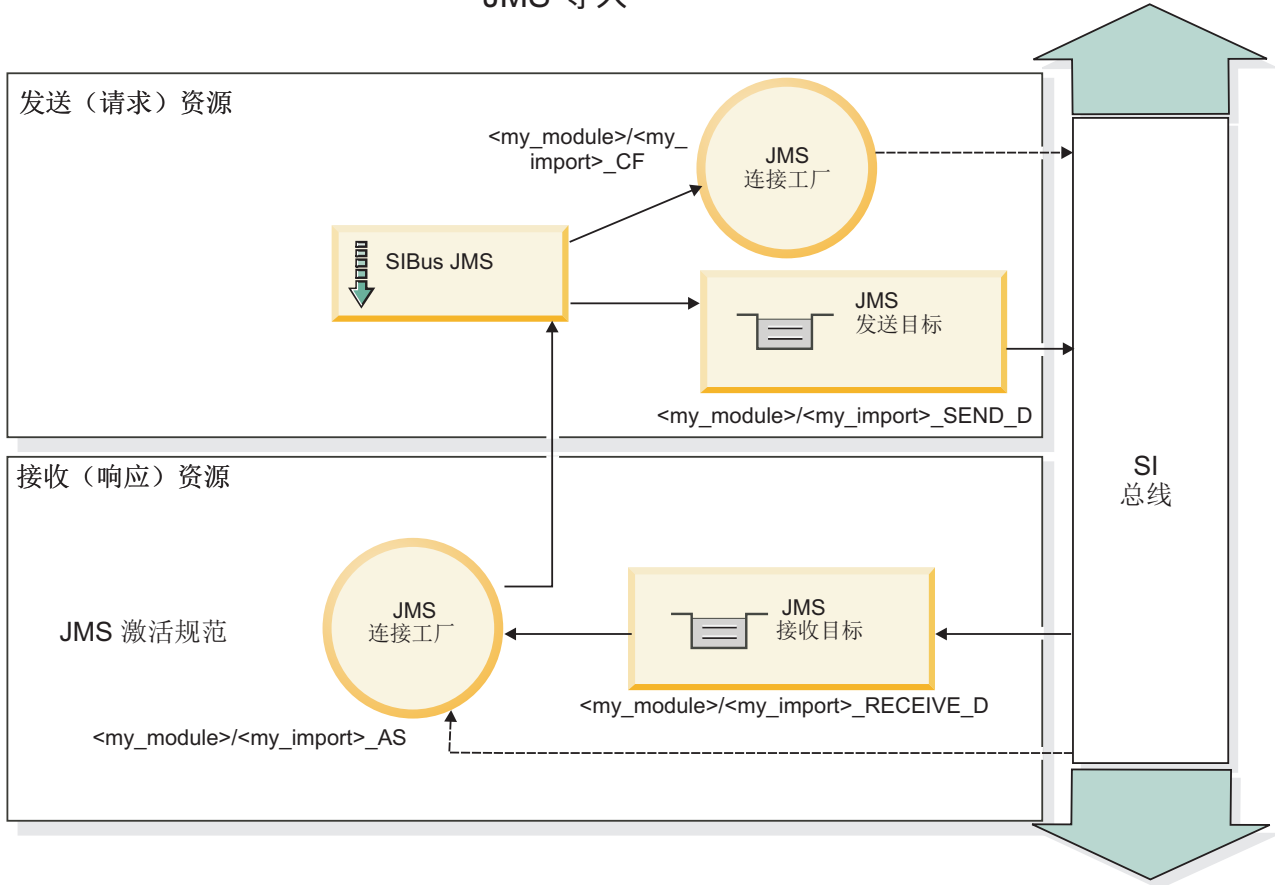 发送（请求）资源
<my_module>/<my_
import>_CF
JMS
连接工厂
SIBus JMS
JMS
发送目标
<my_module>/<my_import>_SEND_D
SI
总线
接收（响应）资源
JMS 激活规范
JMS
连接工厂
JMS
接收目标
<my_module>/<my_import>_RECEIVE_D
<my_module>/<my_import>_AS